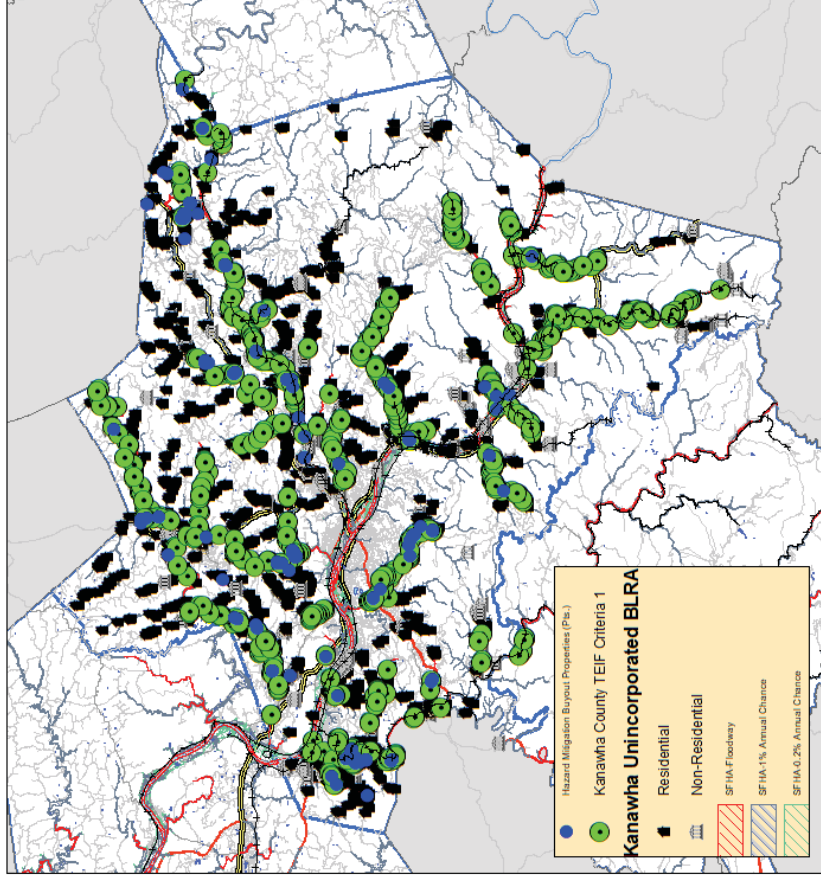 Hazard Mitigation Buyout Properties (Pts.)
Kanawha County TEIF Criteria 1
Kanawha Unincorporated BLRA
Residential
Non-Residential
SFHA-Floodway
SFHA-1% Annual Chance
SFHA-0.2% Annual Chance